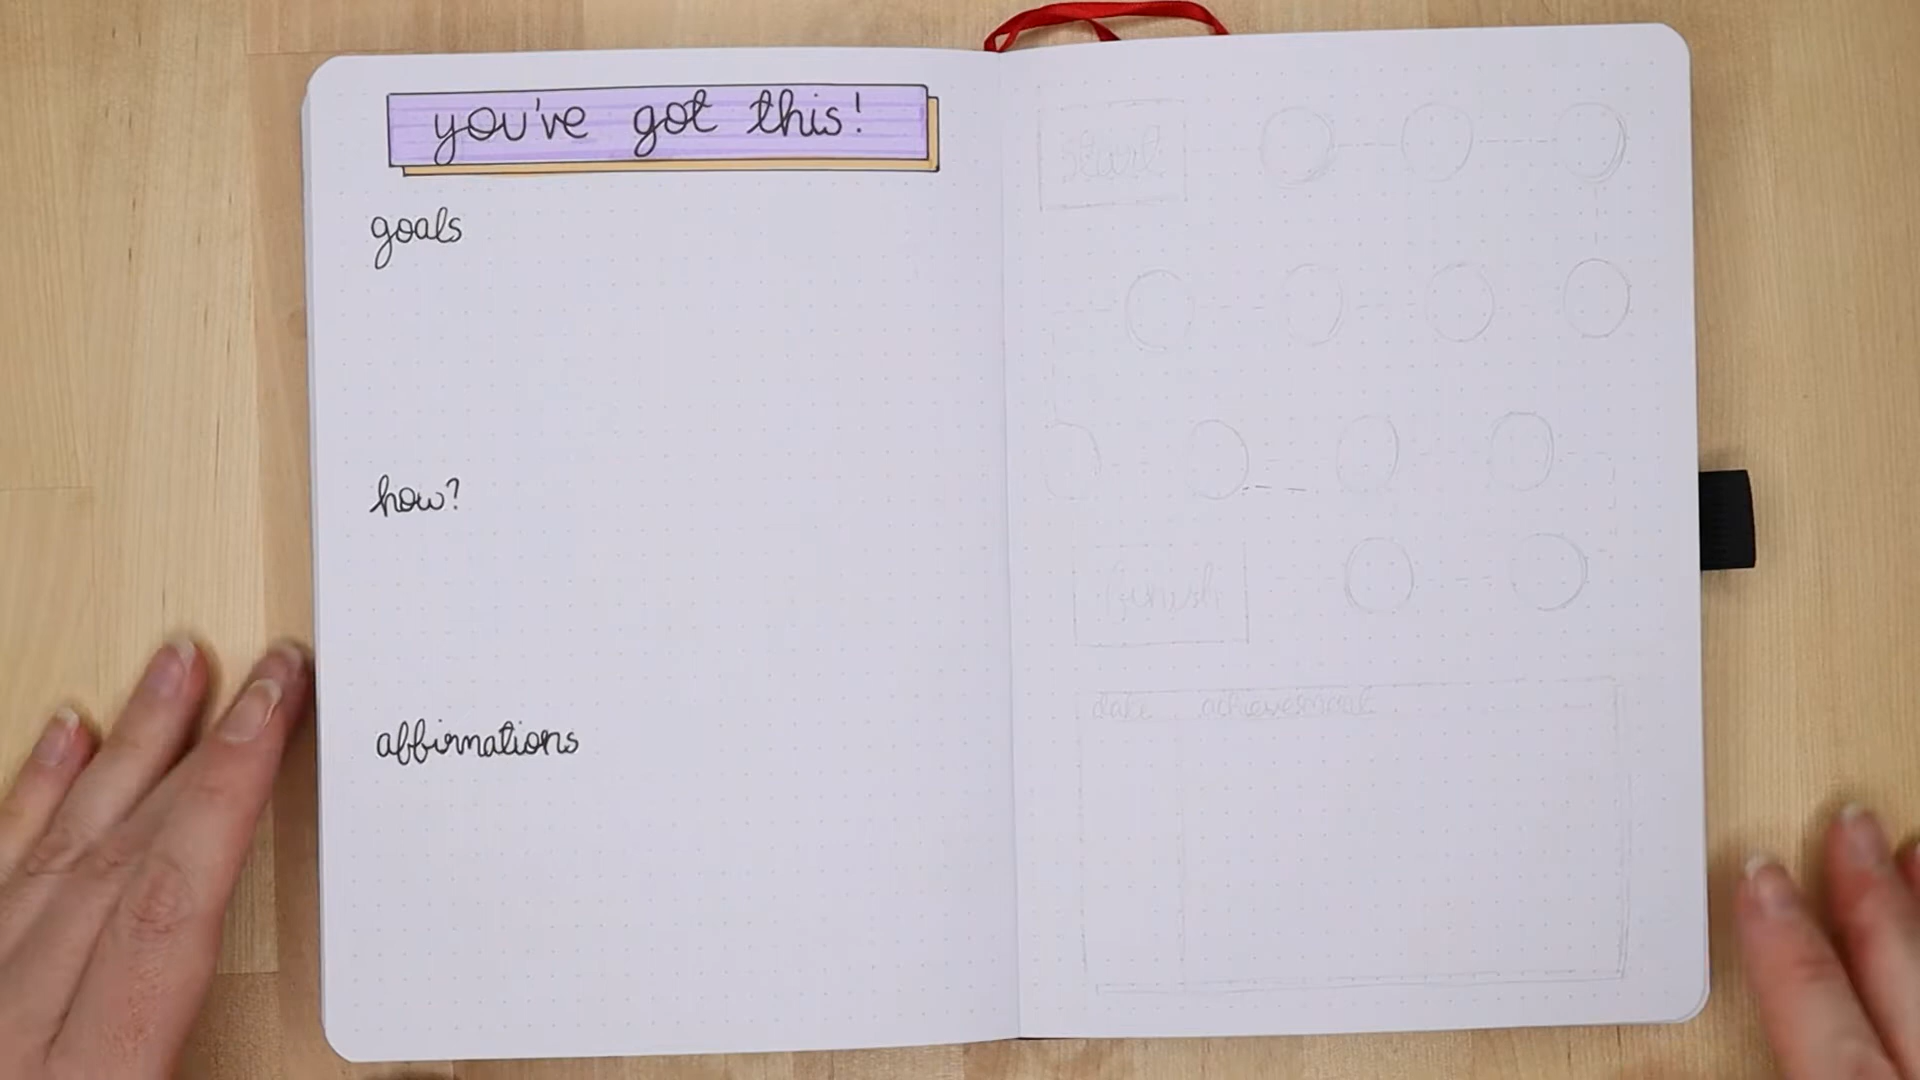 you've got this!
goals
how?
affirmations
start
finish
date achievement